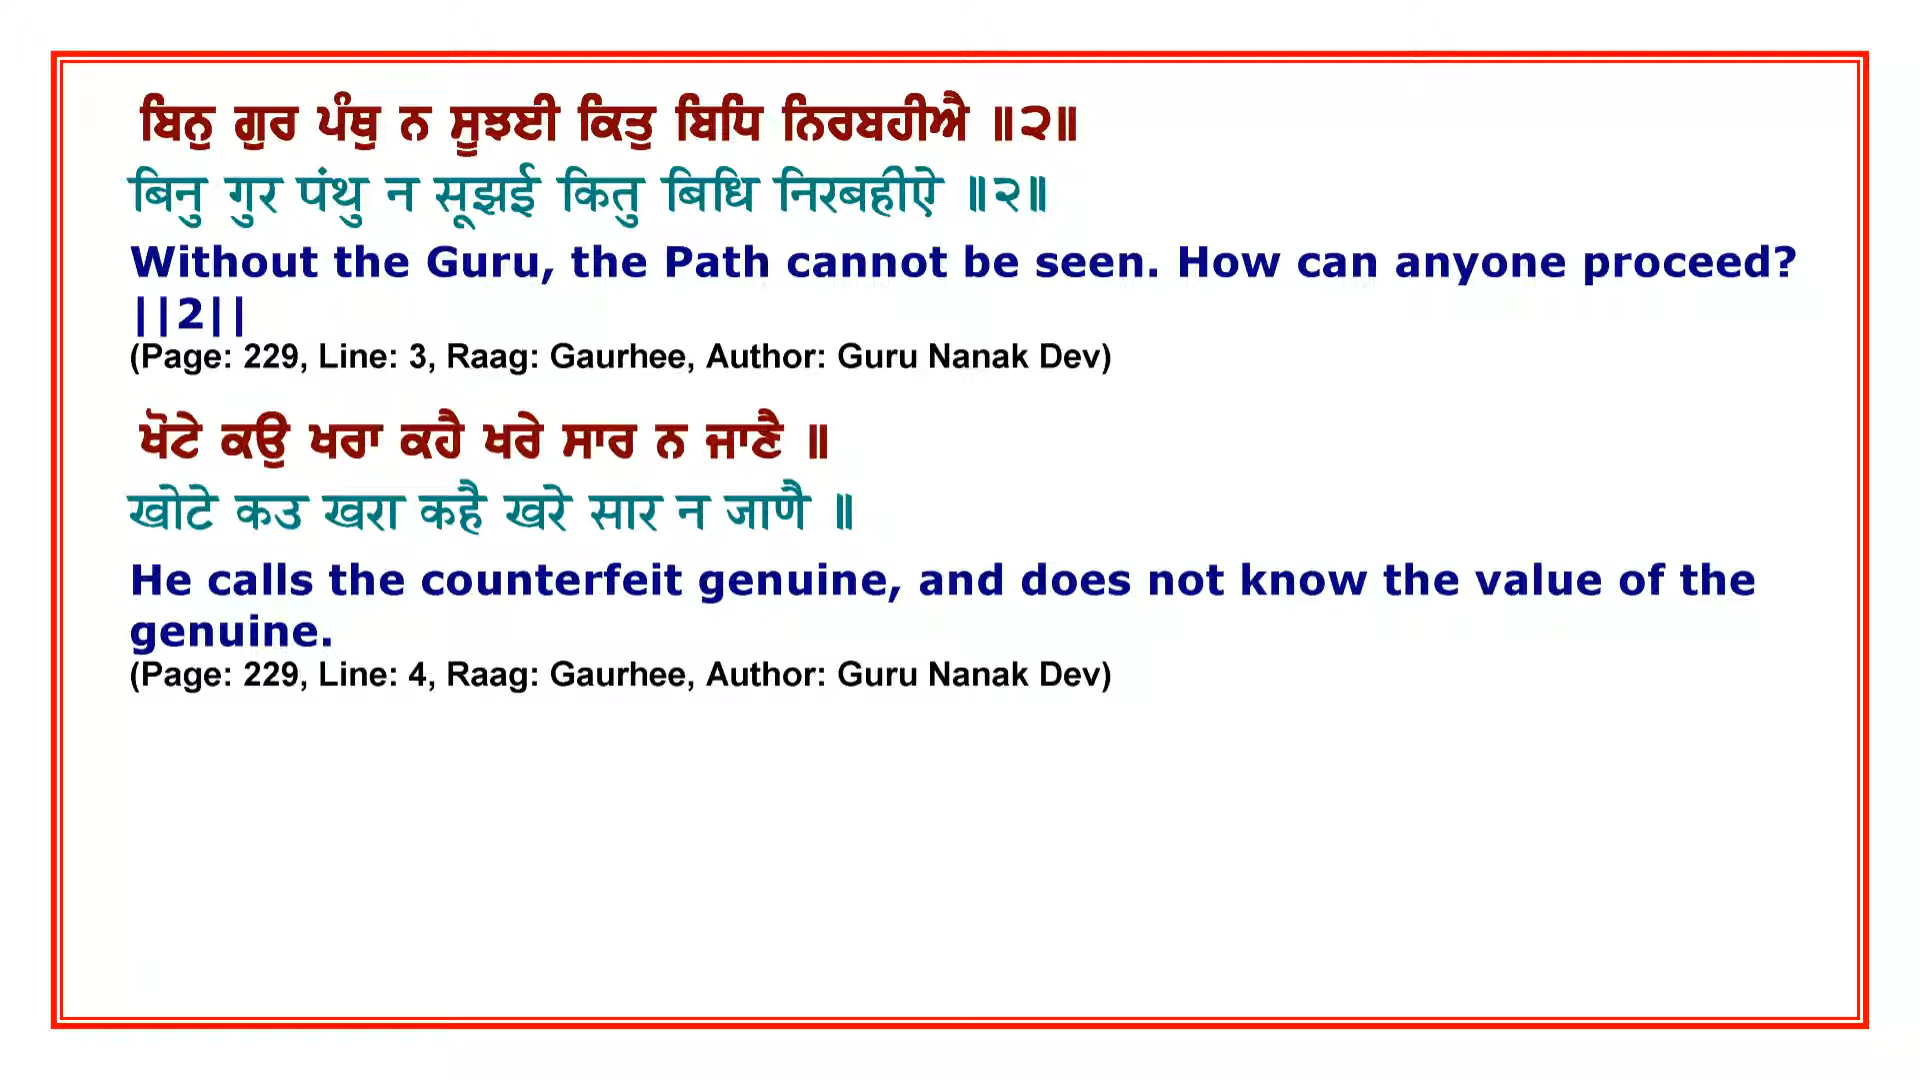 ਬਿਨੁ ਗੁਰ ਪੰਥੁ ਨ ਸੂਝਈ ਕਿਤੁ ਬਿਧਿ ਨਿਰਬਹੀਐ ॥੨॥
बिनु गुर पंथु न सूझई कितु बिधि निरबहीऐ ॥२॥
Without the Guru, the Path cannot be seen. How can anyone proceed?
||2||
(Page: 229, Line: 3, Raag: Gaurhee, Author: Guru Nanak Dev)
ਖੋਟੇ ਕਉ ਖਰਾ ਕਹੈ ਖਰੇ ਸਾਰ ਨ ਜਾਣੈ ॥
खोटे कउ खरा कहै खरे सार न जाणै ॥
He calls the counterfeit genuine, and does not know the value of the
genuine.
(Page: 229, Line: 4, Raag: Gaurhee, Author: Guru Nanak Dev)